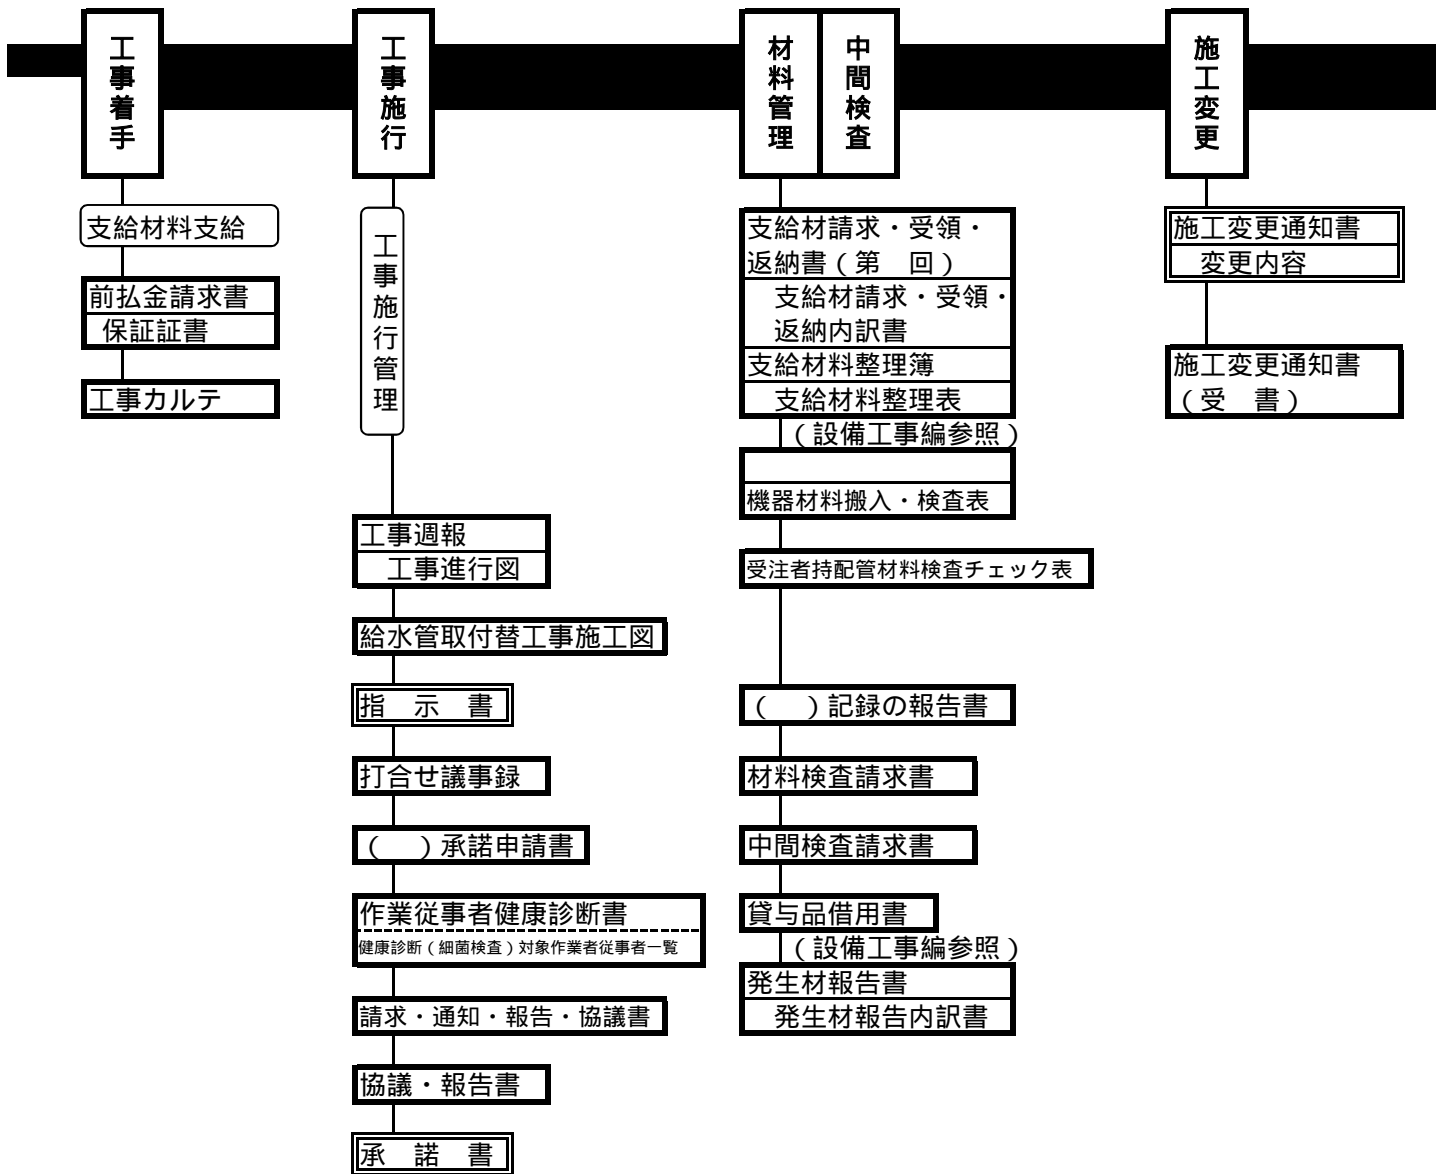 工事着手
支給材料支給
前払金請求書
保証証書
工事カルテ
工事施行
工事施行管理
工事週報
工事進行図
給水管取付替工事施工図
指　示　書
打合せ議事録
（　）承諾申請書
作業従事者健康診断書
健康診断（細菌検査）対象作業者従事者一覧
請求・通知・報告・協議書
協議・報告書
承　諾　書
材料管理
中間検査
支給材請求・受領・
返納書（第　回）
支給材請求・受領・
返納内訳書
支給材料整理簿
支給材料整理表
（設備工事編参照）
機器材料搬入・検査表
受注者持配管材料検査チェック表
（　）記録の報告書
材料検査請求書
中間検査請求書
貸与品借用書
（設備工事編参照）
発生材報告書
発生材報告内訳書
施工変更
施工変更通知書
変更内容
施工変更通知書
（受　書）